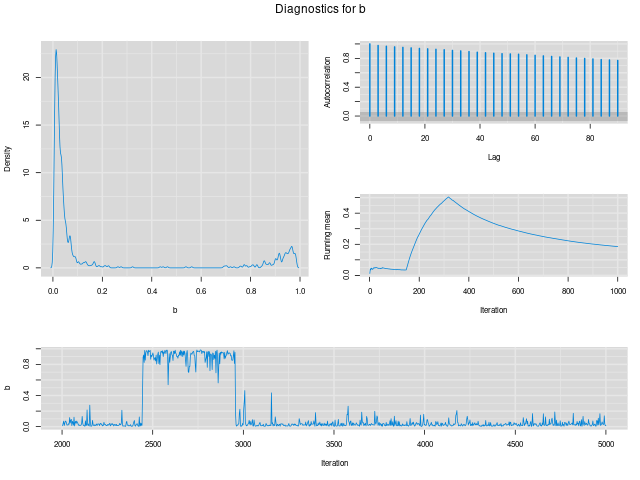 Diagnostics for b
Density
0 5 10 15 20
0.0 0.2 0.4 0.6 0.8 1.0
b
Autocorrelation
0.0 0.4 0.8
0 20 40 60 80
Lag
Running mean
0.0 0.2 0.4
0 200 400 600 800 1000
Iteration
b
0.0 0.4 0.8
2000 2500 3000 3500 4000 4500 5000
Iteration